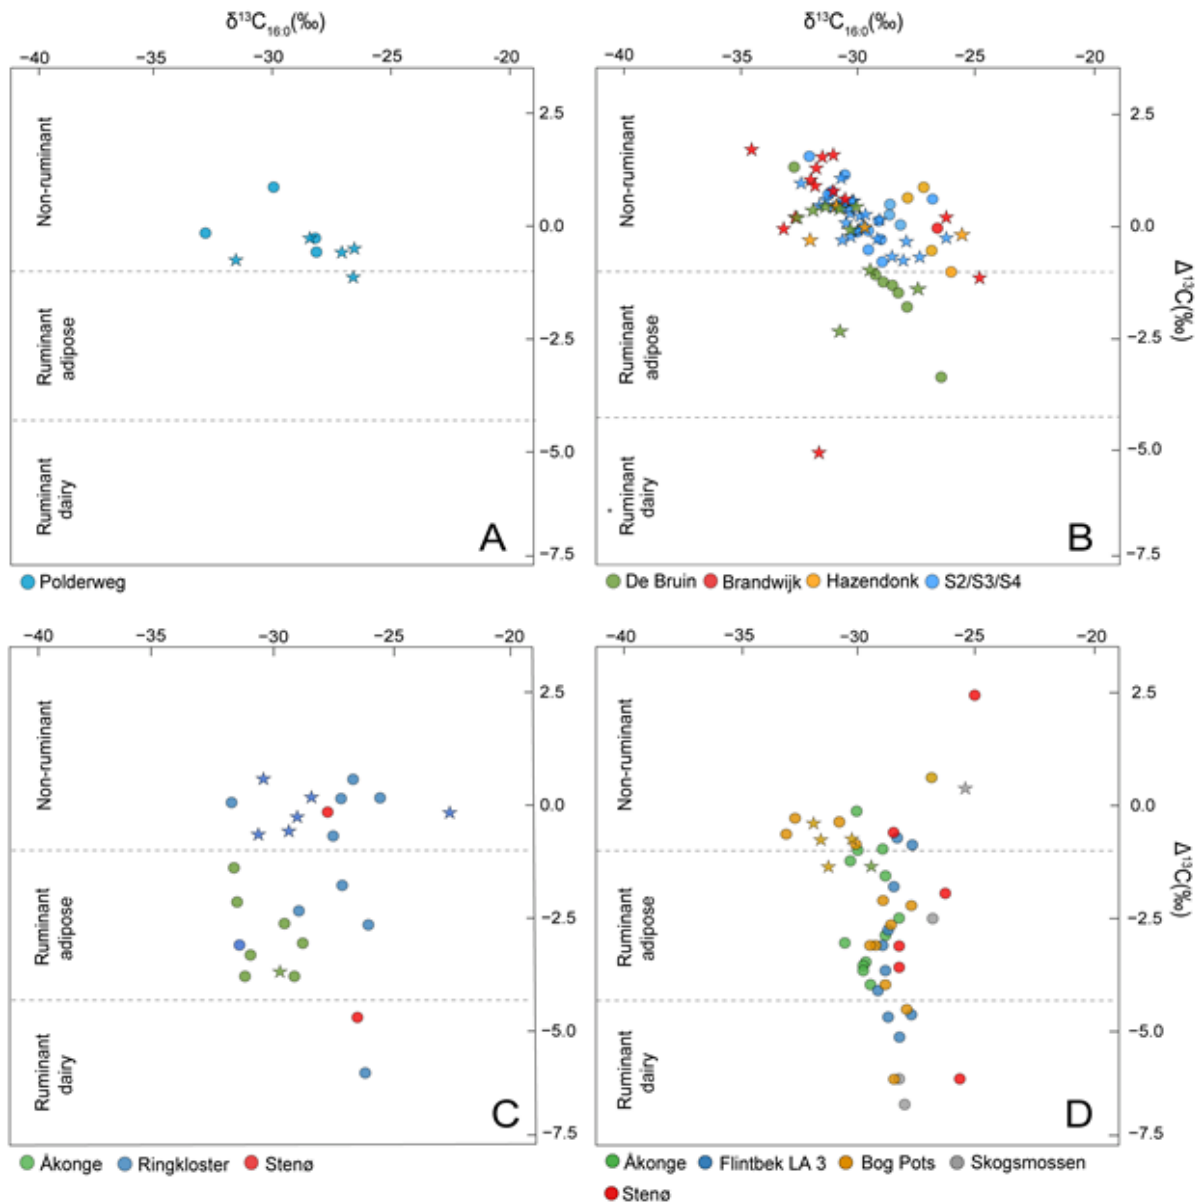 δ¹³C₁₆:₀(‰)
−40 −35 −30 −25 −20
2.5
0.0
−2.5
−5.0
−7.5
Non-ruminant
Ruminant
adipose
Ruminant
dairy
A
Polderweg
δ¹³C₁₆:₀(‰)
−40 −35 −30 −25 −20
2.5
0.0
−2.5
−5.0
−7.5
Δ¹³C(‰)
Non-ruminant
Ruminant
adipose
Ruminant
dairy
B
De Bruin Brandwijk Hazendonk S2/S3/S4
−40 −35 −30 −25 −20
2.5
0.0
−2.5
−5.0
−7.5
Non-ruminant
Ruminant
adipose
Ruminant
dairy
C
Åkonge Ringkloster Stenø
−40 −35 −30 −25 −20
2.5
0.0
−2.5
−5.0
−7.5
Δ¹³C(‰)
Non-ruminant
Ruminant
adipose
Ruminant
dairy
D
Åkonge Flintbek LA 3 Bog Pots Skogsmossen
Stenø